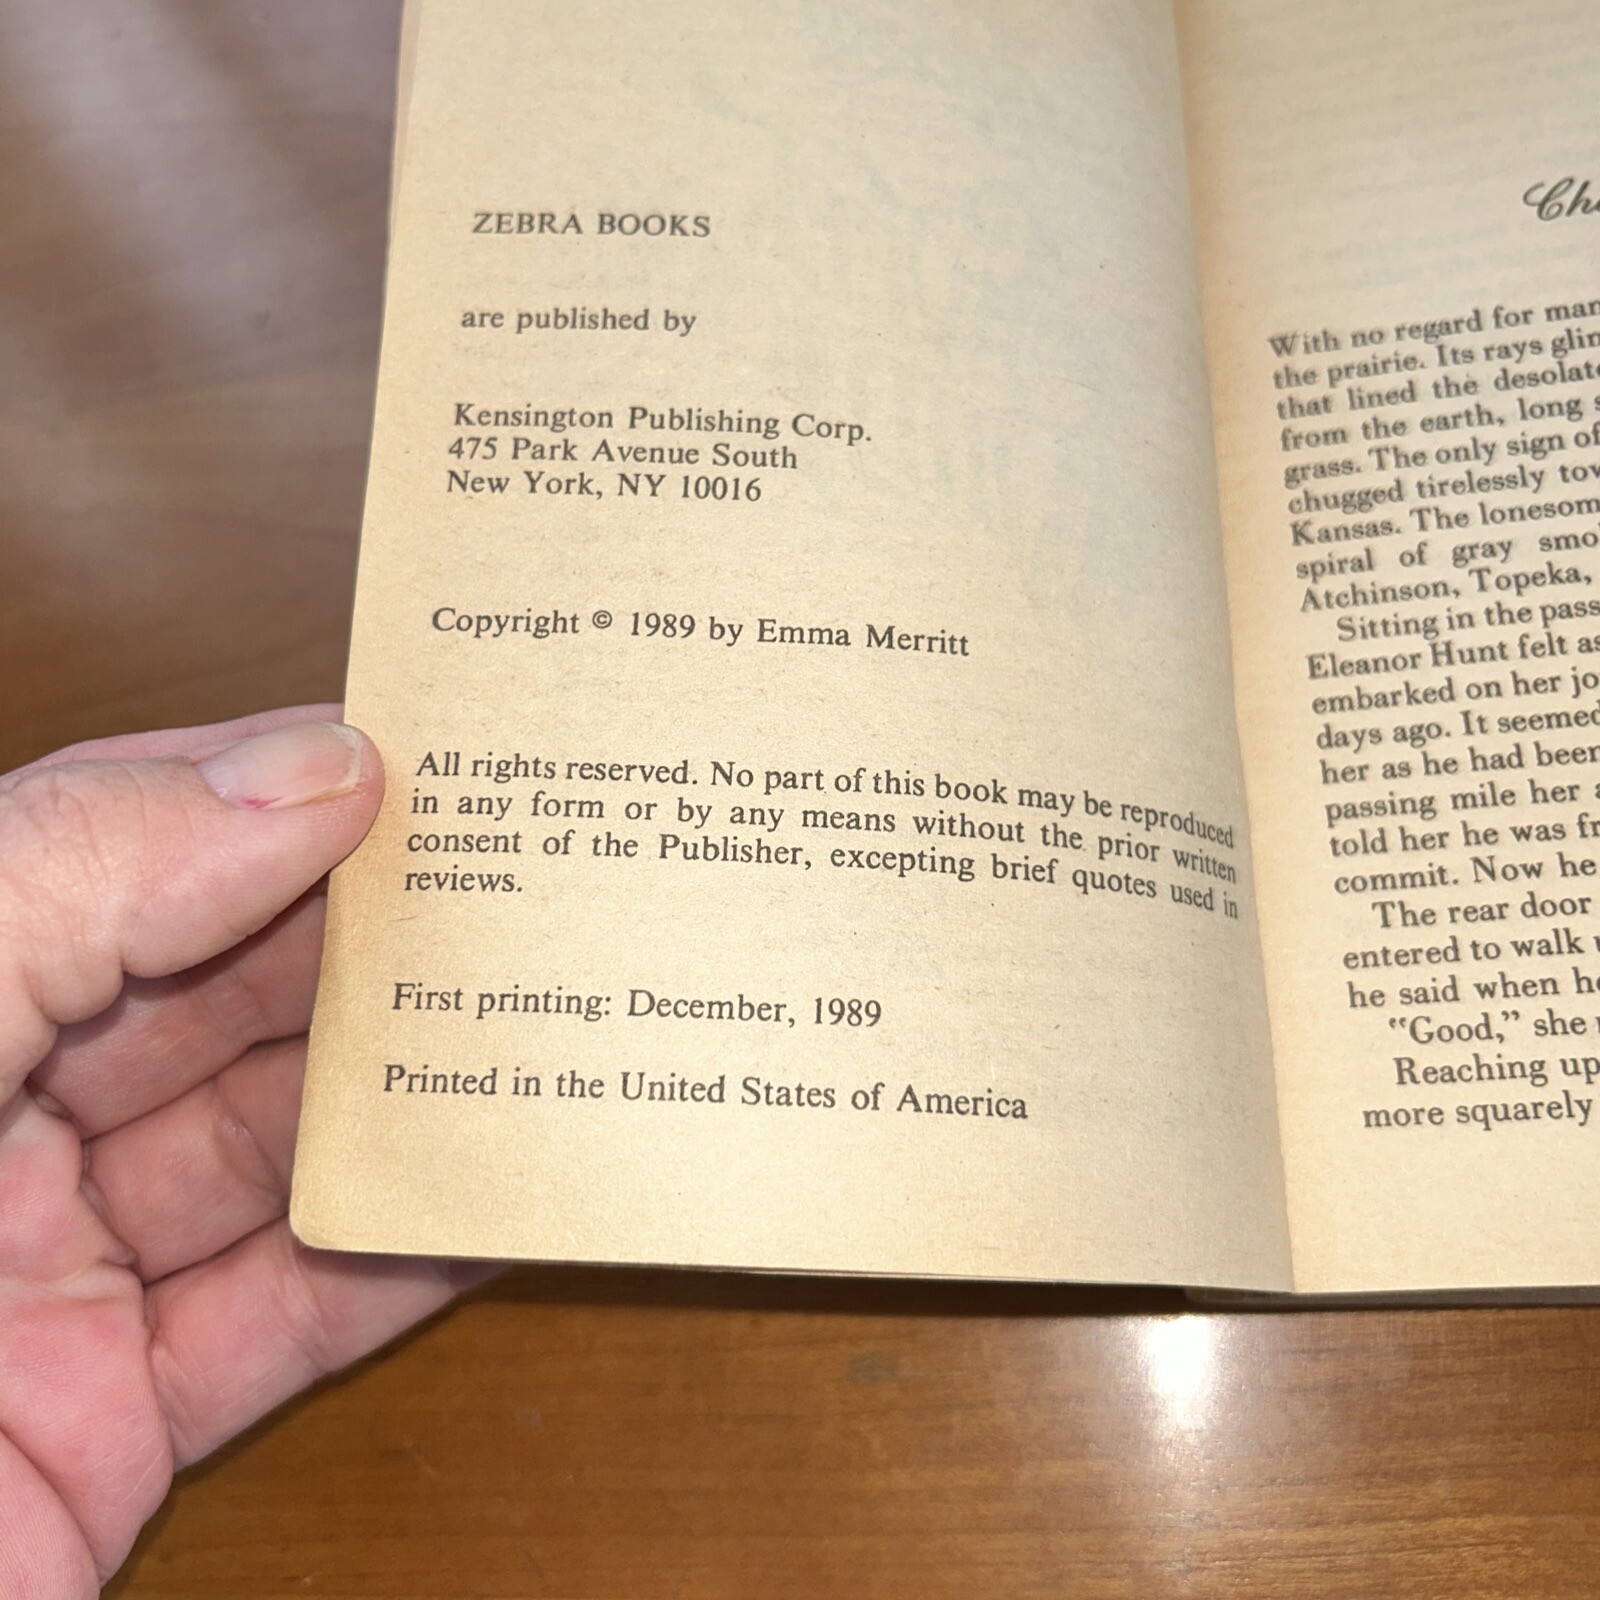 ZEBRA BOOKS
are published by
Kensington Publishing Corp.
475 Park Avenue South
New York, NY 10016
Copyright © 1989 by Emma Merritt
All rights reserved. No part of this book may be reproduced
in any form or by any means without the prior written
consent of the Publisher, excepting brief quotes used in
reviews.
First printing: December, 1989
Printed in the United States of America
With no regard for
the prairie. Its rays
that lined the
from the earth, long
grass. The only sign of
chugged tirelessly
Kansas. The
spiral of gray
Atchinson, Topeka,
Sitting in the
Eleanor Hunt felt
embarked on her
days ago. It seemed
her as he had been
passing mile her
told her he was
commit. Now he
The rear door
entered to walk
he said when
“Good,” she
Reaching up
more squarely